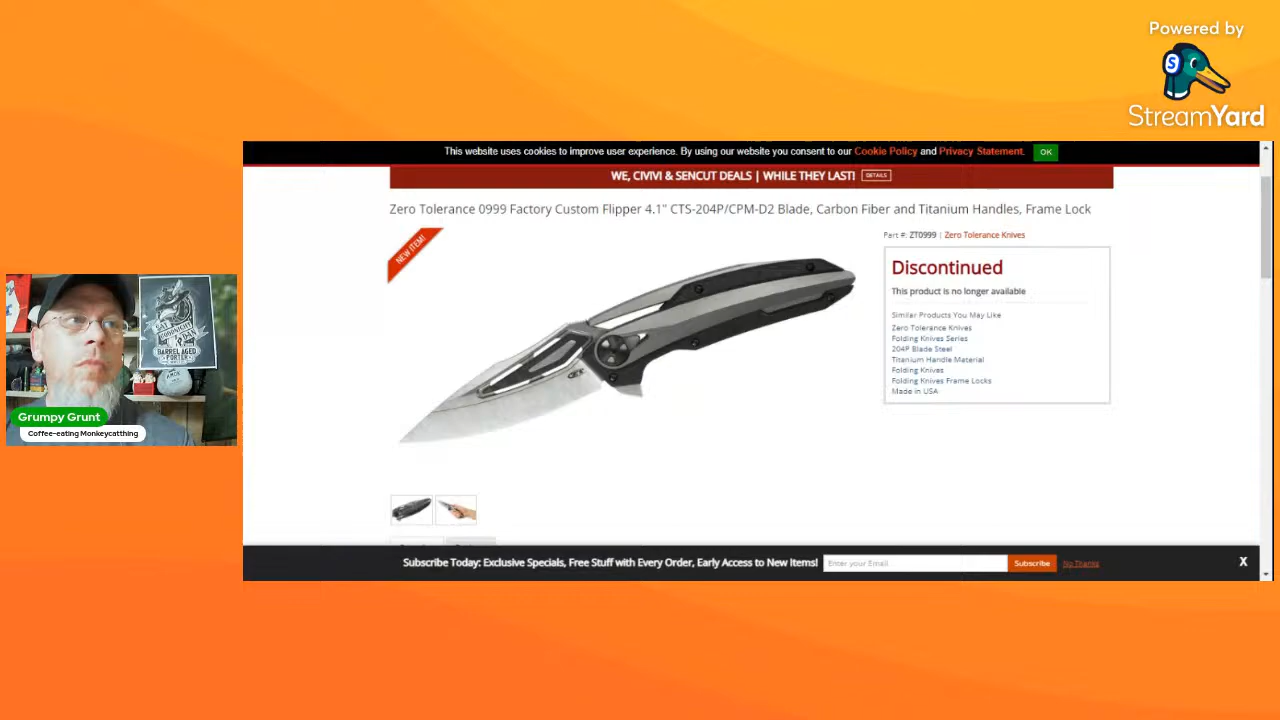 Powered by
StreamYard
This website uses cookies to improve user experience. By using our website you consent to our Cookie Policy and Privacy Statement. OK
WE, CIVIVI & SENCUT DEALS | WHILE THEY LAST! DETAILS
Zero Tolerance 0999 Factory Custom Flipper 4.1" CTS-204P/CPM-D2 Blade, Carbon Fiber and Titanium Handles, Frame Lock
NEW ITEM!
Part #: ZT0999 | Zero Tolerance Knives
Discontinued
This product is no longer available
Similar Products You May Like
Zero Tolerance Knives
Folding Knives Series
204P Blade Steel
Titanium Handle Material
Folding Knives
Folding Knives Frame Locks
Made in USA
BARREL AGED
PORTER
Grumpy Grunt
Coffee-eating Monkeycatthing
Subscribe Today: Exclusive Specials, Free Stuff with Every Order, Early Access to New Items! Enter your Email Subscribe No Thanks X